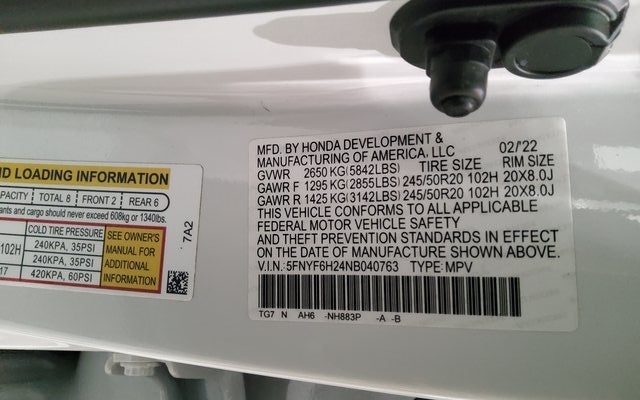 ND LOADING INFORMATION
PACITY TOTAL 8 FRONT 2 REAR 6
ants and cargo should never exceed 608kg or 1340lbs.
COLD TIRE PRESSURE SEE OWNER'S MANUAL FOR ADDITIONAL INFORMATION
102H 240KPA, 35PSI
240KPA, 35PSI
17 420KPA, 60PSI
7A2
MFD. BY HONDA DEVELOPMENT & 02/'22
MANUFACTURING OF AMERICA, LLC
GVWR 2650 KG(5842LBS) TIRE SIZE RIM SIZE
GAWR F 1295 KG(2855LBS) 245/50R20 102H 20X8.0J
GAWR R 1425 KG(3142LBS) 245/50R20 102H 20X8.0J
THIS VEHICLE CONFORMS TO ALL APPLICABLE
FEDERAL MOTOR VEHICLE SAFETY
AND THEFT PREVENTION STANDARDS IN EFFECT
ON THE DATE OF MANUFACTURE SHOWN ABOVE.
V.I.N.: 5FNYF6H24NB040763 TYPE: MPV
TG7 N AH6 -NH883P -A -B